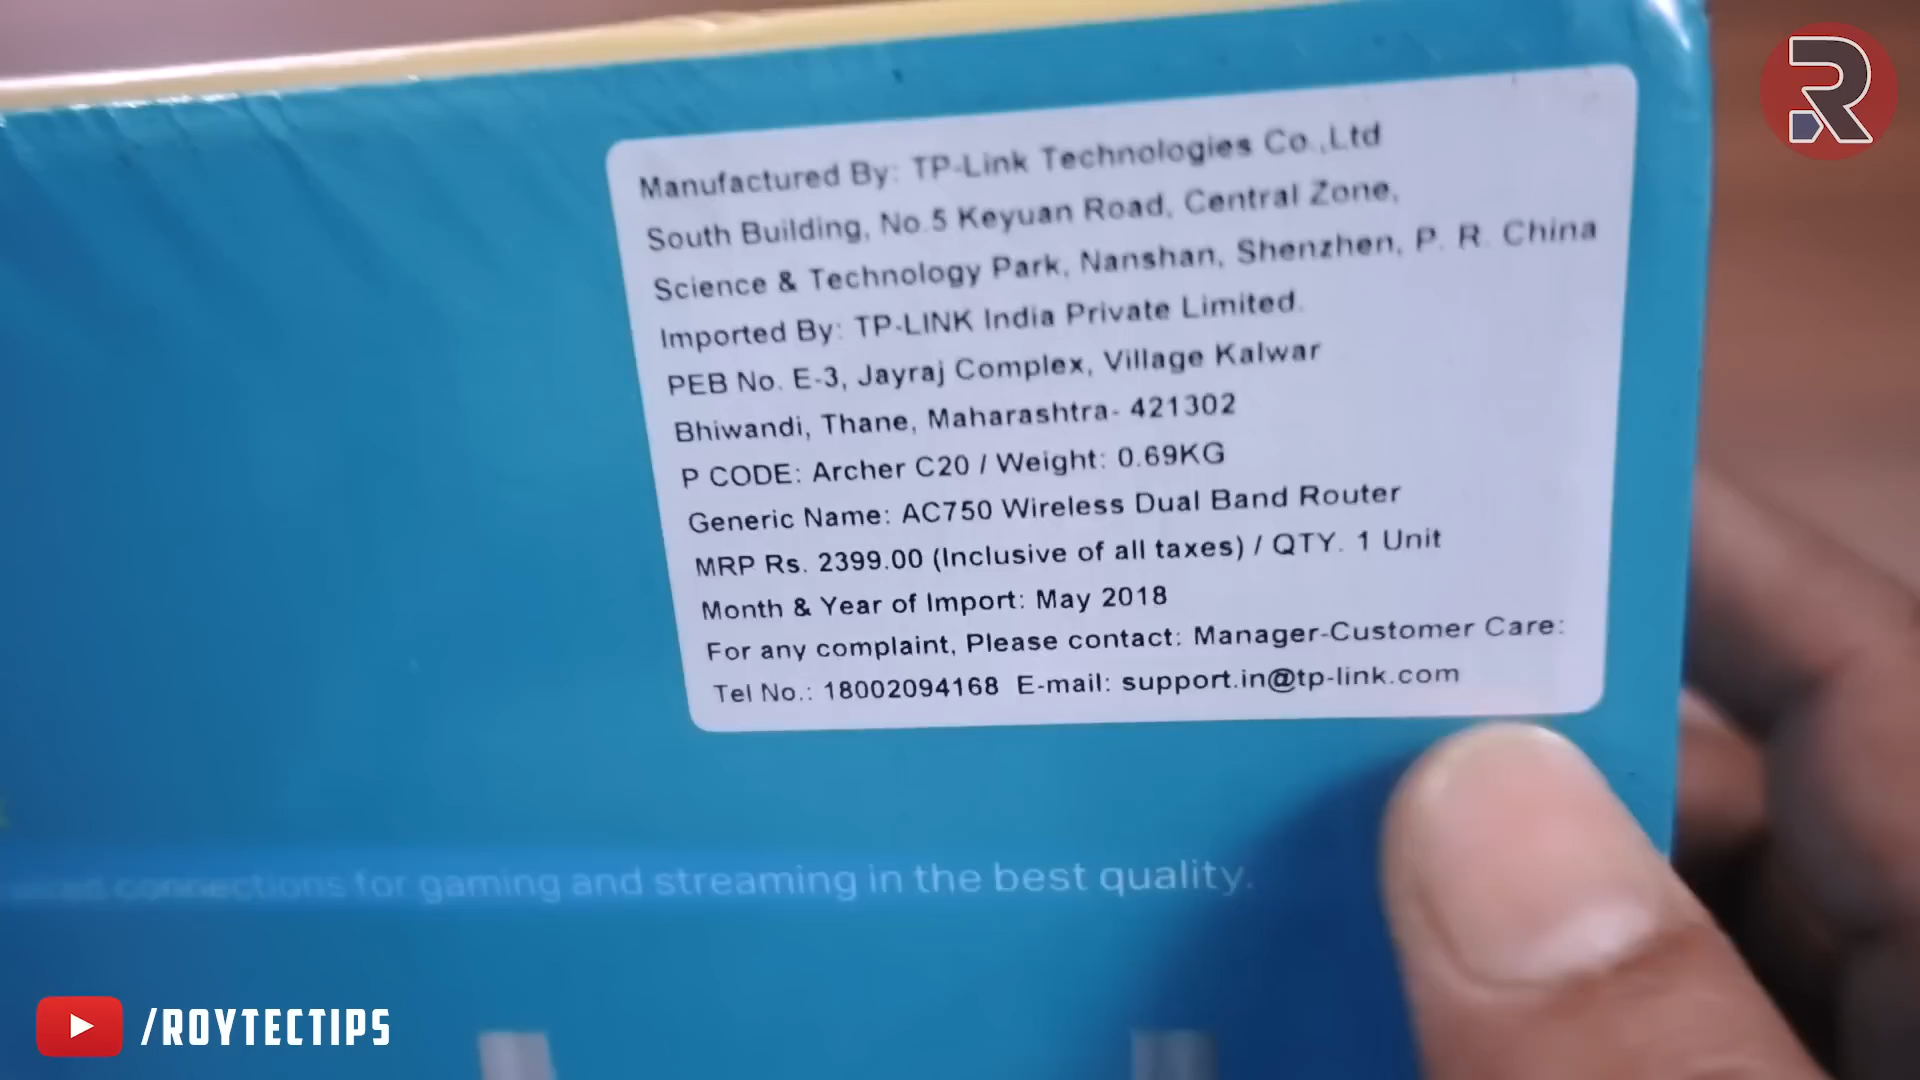 Manufactured By: TP-Link Technologies Co.,Ltd
South Building, No.5 Keyuan Road, Central Zone,
Science & Technology Park, Nanshan, Shenzhen, P. R. China
Imported By: TP-LINK India Private Limited.
PEB No. E-3, Jayraj Complex, Village Kalwar
Bhiwandi, Thane, Maharashtra- 421302
P CODE: Archer C20 / Weight: 0.69KG
Generic Name: AC750 Wireless Dual Band Router
MRP Rs. 2399.00 (Inclusive of all taxes) / QTY. 1 Unit
Month & Year of Import: May 2018
For any complaint, Please contact: Manager-Customer Care:
Tel No.: 18002094168 E-mail: support.in@tp-link.com
connections for gaming and streaming in the best quality.
/ROYTECTIPS
R